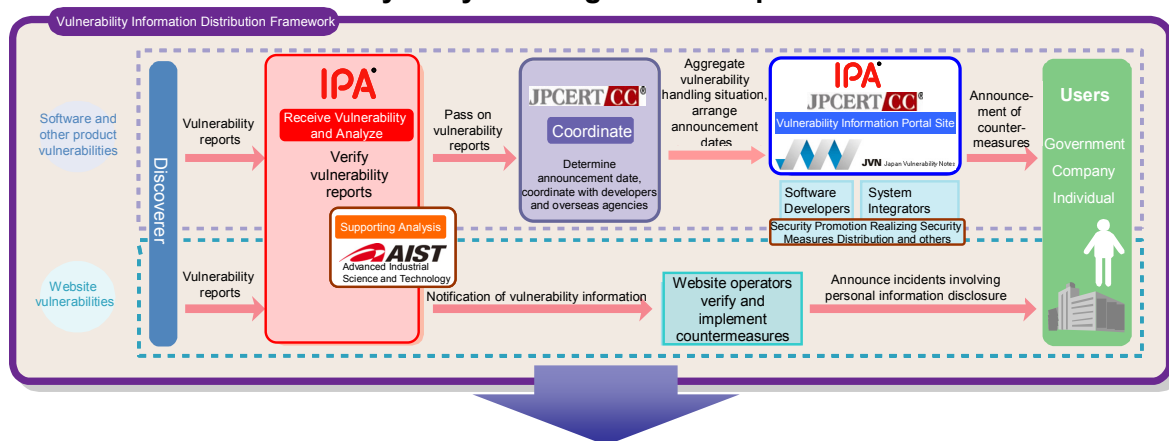 Vulnerability Information Distribution Framework
Software and
other product
vulnerabilities
Discoverer
Vulnerability
reports
IPA
Receive Vulnerability
and Analyze
Verify
vulnerability
reports
Pass on
vulnerability
reports
JPCERT CC®
Coordinate
Determine
announcement date,
coordinate with developers
and overseas agencies
Aggregate
vulnerability
handling situation,
arrange
announcement
dates
IPA
JPCERT CC®
Vulnerability Information Portal Site
JVN Japan Vulnerability Notes
Announce-
ment of
counter-
measures
Users
Government
Company
Individual
Software
Developers
System
Integrators
Security Promotion Realizing Security
Measures Distribution and others
Supporting Analysis
AIST
Advanced Industrial
Science and Technology
Website
vulnerabilities
Vulnerability
reports
Notification of vulnerability information
Website operators
verify and
implement
countermeasures
Announce incidents involving
personal information disclosure